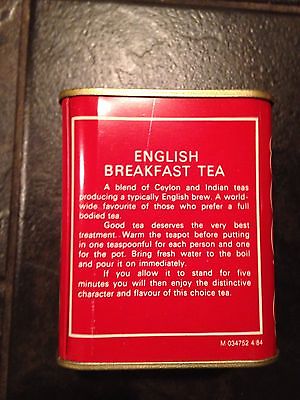 ENGLISH
BREAKFAST TEA
A blend of Ceylon and Indian teas
producing a typically English brew. A world-
wide favourite of those who prefer a full
bodied tea.
Good tea deserves the very best
treatment. Warm the teapot before putting
in one teaspoonful for each person and one
for the pot. Bring fresh water to the boil
and pour it on immediately.
If you allow it to stand for five
minutes you will then enjoy the distinctive
character and flavour of this choice tea.
M 034752 4 84